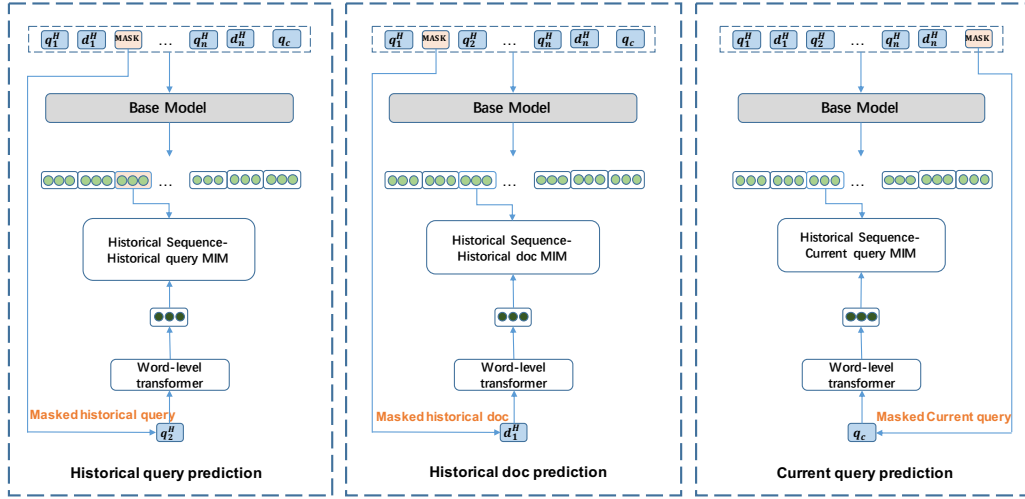 q_1^H d_1^H MASK ... q_n^H d_n^H q_c
Base Model
...
Historical Sequence-
Historical query MIM
Word-level
transformer
Masked historical query
q_2^H
Historical query prediction
q_1^H MASK q_2^H ... q_n^H d_n^H q_c
Base Model
...
Historical Sequence-
Historical doc MIM
Word-level
transformer
Masked historical doc
d_1^H
Historical doc prediction
q_1^H d_1^H q_2^H ... q_n^H d_n^H MASK
Base Model
...
Historical Sequence-
Current query MIM
Word-level
transformer
Masked Current query
q_c
Current query prediction